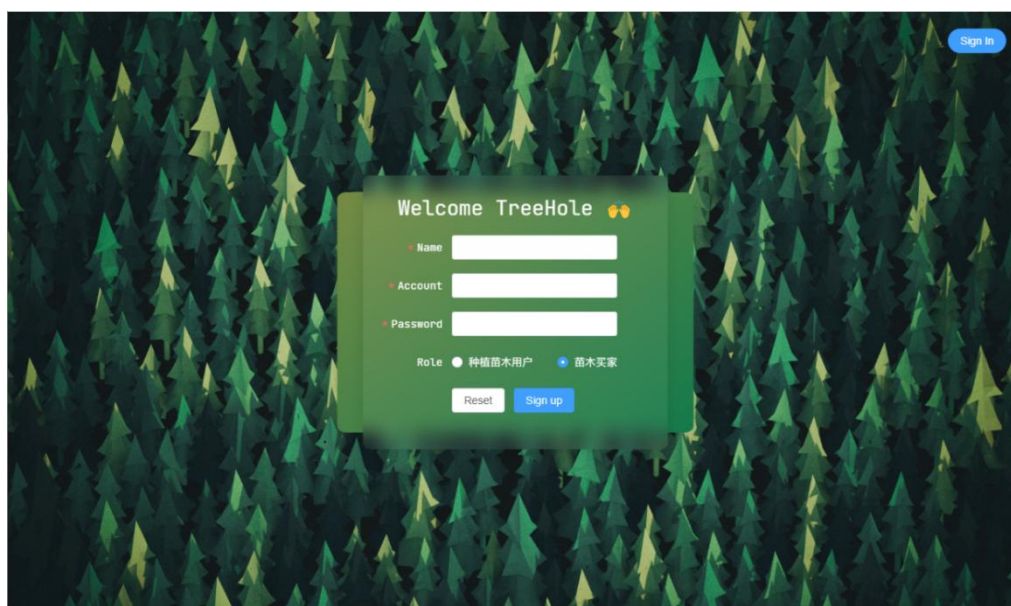 Sign In
Welcome TreeHole 🙌
* Name
* Account
* Password
Role 种植苗木用户 苗木买家
Reset Sign up